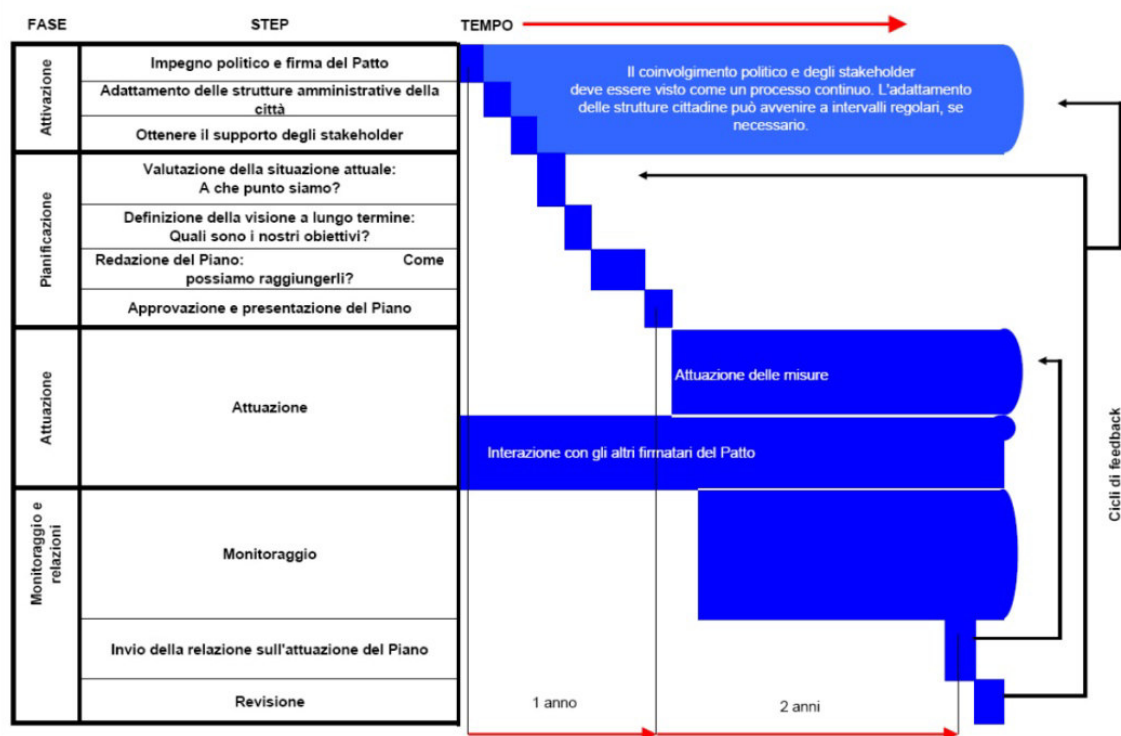 FASE
STEP
TEMPO
Attivazione
Impegno politico e firma del Patto
Adattamento delle strutture amministrative della
città
Ottenere il supporto degli stakeholder
Il coinvolgimento politico e degli stakeholder
deve essere visto come un processo continuo. L'adattamento
delle strutture cittadine può avvenire a intervalli regolari, se
necessario.
Pianificazione
Valutazione della situazione attuale:
A che punto siamo?
Definizione della visione a lungo termine:
Quali sono i nostri obiettivi?
Redazione del Piano: Come
possiamo raggiungerli?
Approvazione e presentazione del Piano
Attuazione
Attuazione
Attuazione delle misure
Interazione con gli altri firmatari del Patto
Monitoraggio e
relazioni
Monitoraggio
Invio della relazione sull'attuazione del Piano
Revisione
1 anno
2 anni
Cicli di feedback